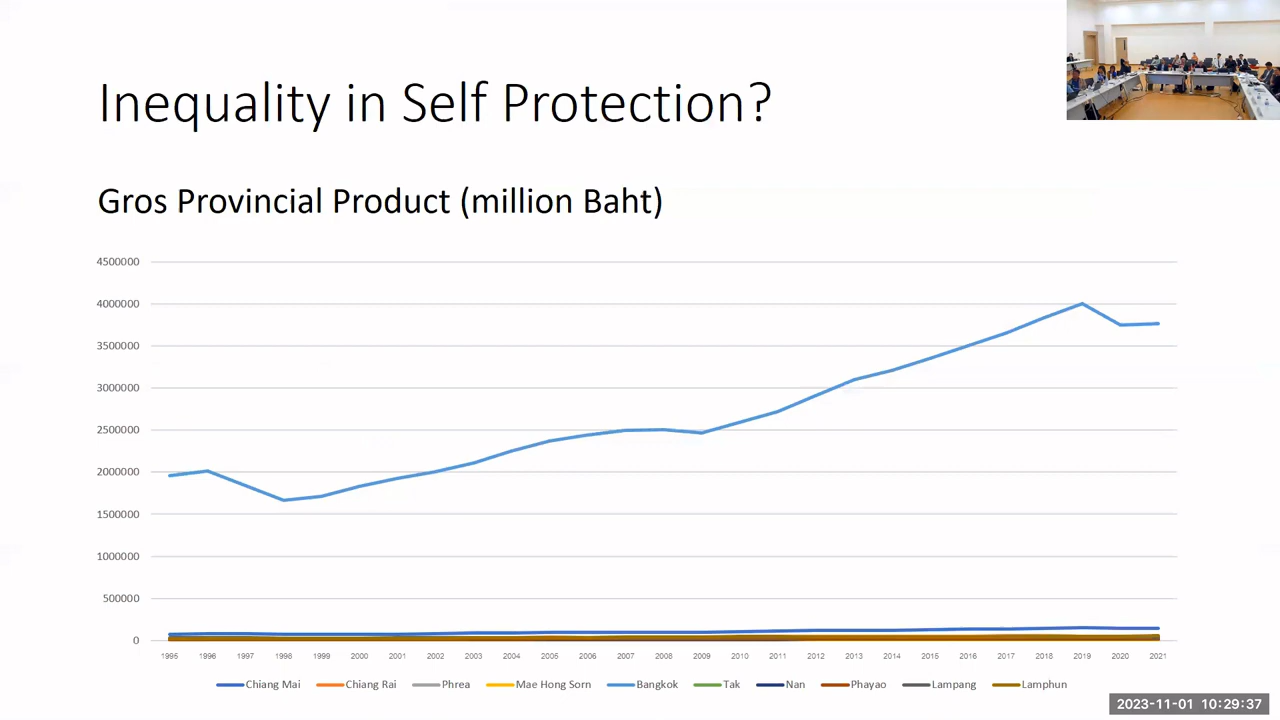 Inequality in Self Protection?
Gros Provincial Product (million Baht)
4500000
4000000
3500000
3000000
2500000
2000000
1500000
1000000
500000
0
1995 1996 1997 1998 1999 2000 2001 2002 2003 2004 2005 2006 2007 2008 2009 2010 2011 2012 2013 2014 2015 2016 2017 2018 2019 2020 2021
Chiang Mai Chiang Rai Phrea Mae Hong Sorn Bangkok Tak Nan Phayao Lampang Lamphun
2023-11-01 10:29:37